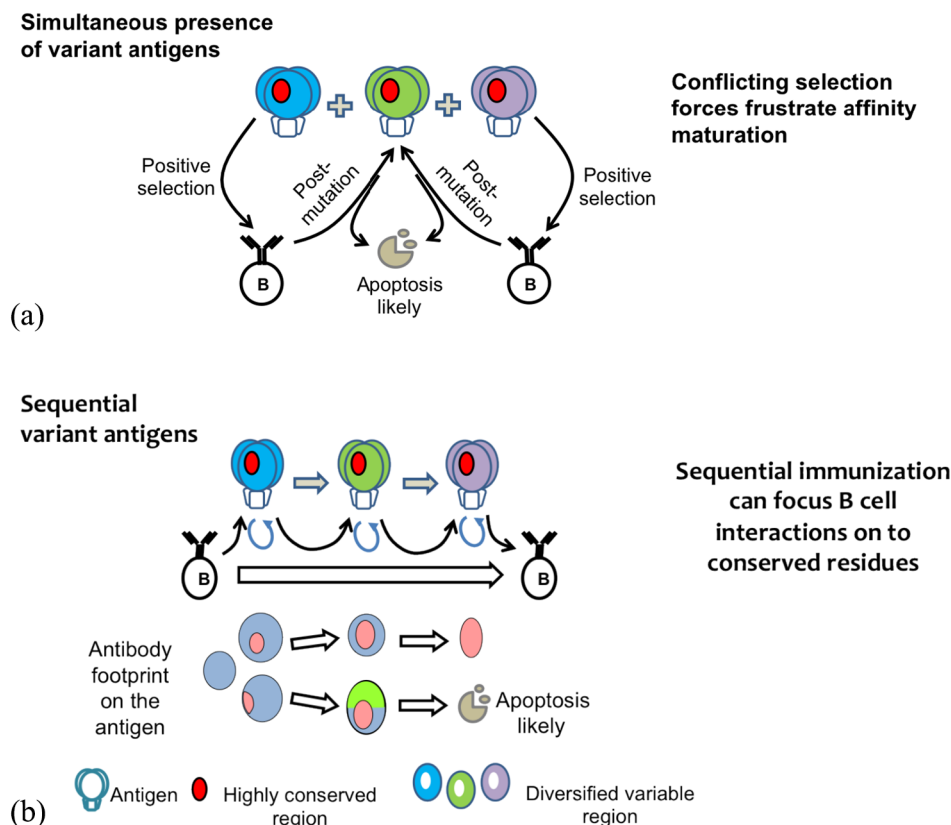 Simultaneous presence
of variant antigens
Conflicting selection
forces frustrate affinity
maturation
Positive
selection
Post-
mutation
Post-
mutation
Positive
selection
B
B
Apoptosis
likely
(a)
Sequential
variant antigens
Sequential immunization
can focus B cell
interactions on to
conserved residues
B
B
Antibody
footprint
on the
antigen
Apoptosis
likely
Antigen
Highly conserved
region
Diversified variable
region
(b)